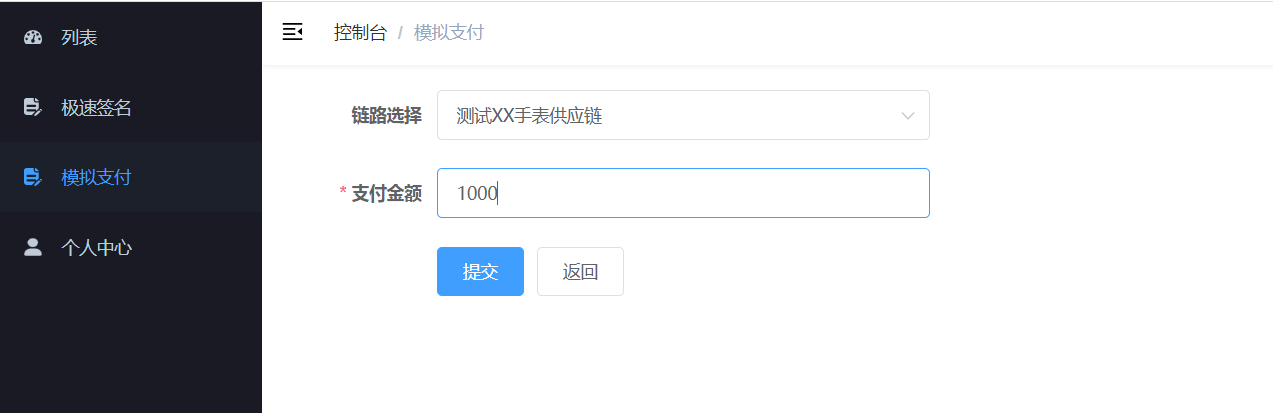 列表
极速签名
模拟支付
个人中心
控制台 / 模拟支付
链路选择 测试XX手表供应链
* 支付金额 1000
提交 返回